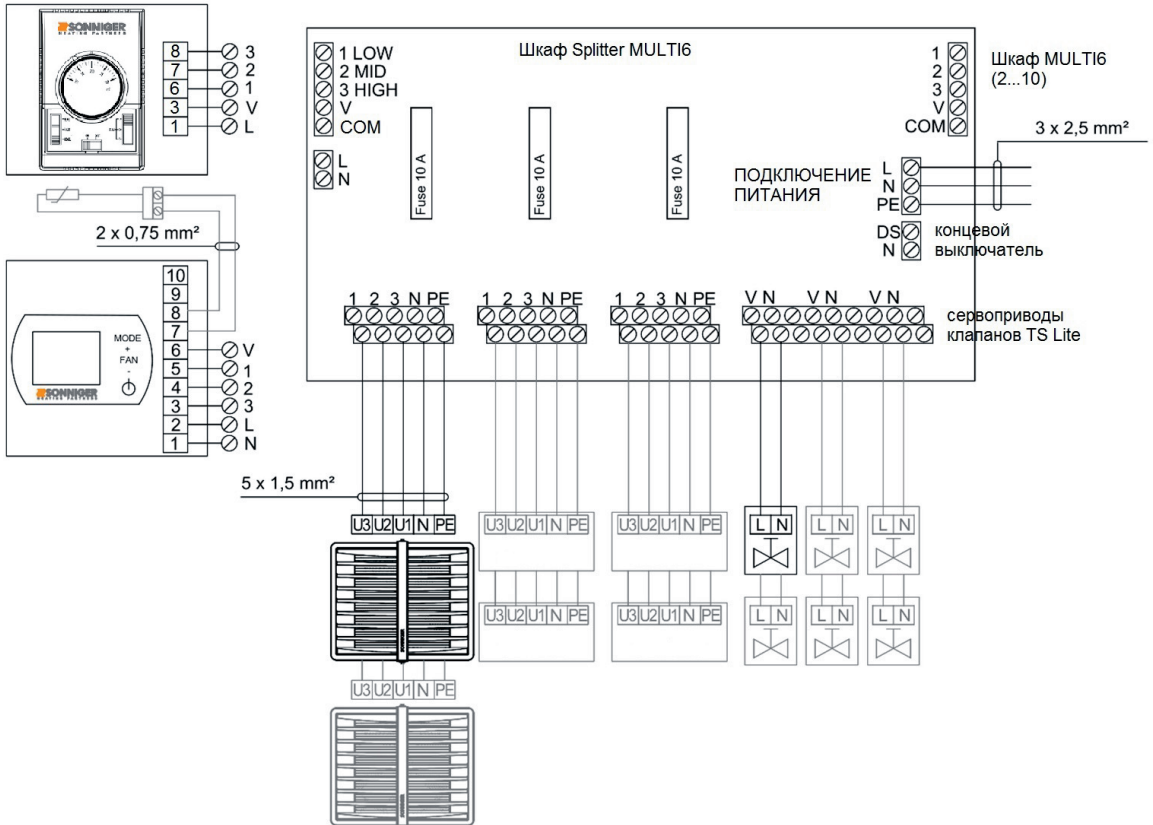 SONNIGER
HEATING PARTNERS
8 3
7 2
6 1
3 V
1 L
2 x 0,75 mm²
10
9
8
7
6 V
5 1
4 2
3 3
2 L
1 N
MODE
+
FAN
-
SONNIGER
HEATING PARTNERS
Шкаф Splitter MULTI6
1 LOW
2 MID
3 HIGH
V
COM
L
N
Fuse 10 A
Fuse 10 A
Fuse 10 A
1
2
3
V
COM
Шкаф MULTI6
(2...10)
3 x 2,5 mm²
ПОДКЛЮЧЕНИЕ
ПИТАНИЯ
L
N
PE
DS
N
концевой
выключатель
1 2 3 N PE
1 2 3 N PE
1 2 3 N PE
V N V N V N
сервоприводы
клапанов TS Lite
5 x 1,5 mm²
U3 U2 U1 N PE
U3 U2 U1 N PE
U3 U2 U1 N PE
L N
L N
L N
U3 U2 U1 N PE
U3 U2 U1 N PE
L N
L N
L N
U3 U2 U1 N PE